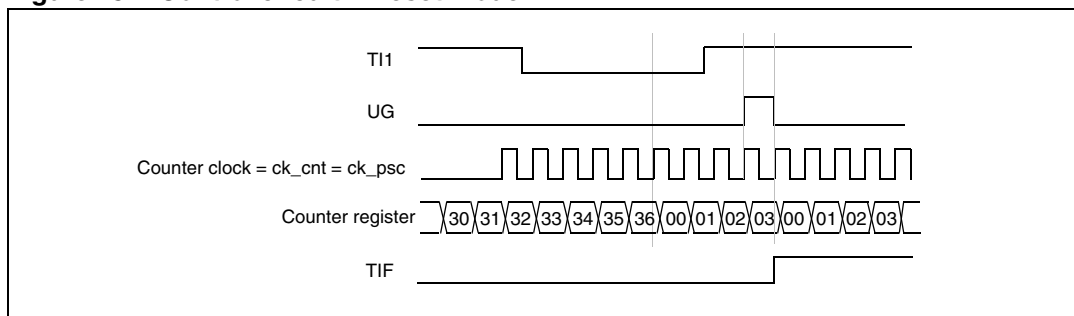 TI1
UG
Counter clock = ck_cnt = ck_psc
Counter register 30 31 32 33 34 35 36 00 01 02 03 00 01 02 03
TIF